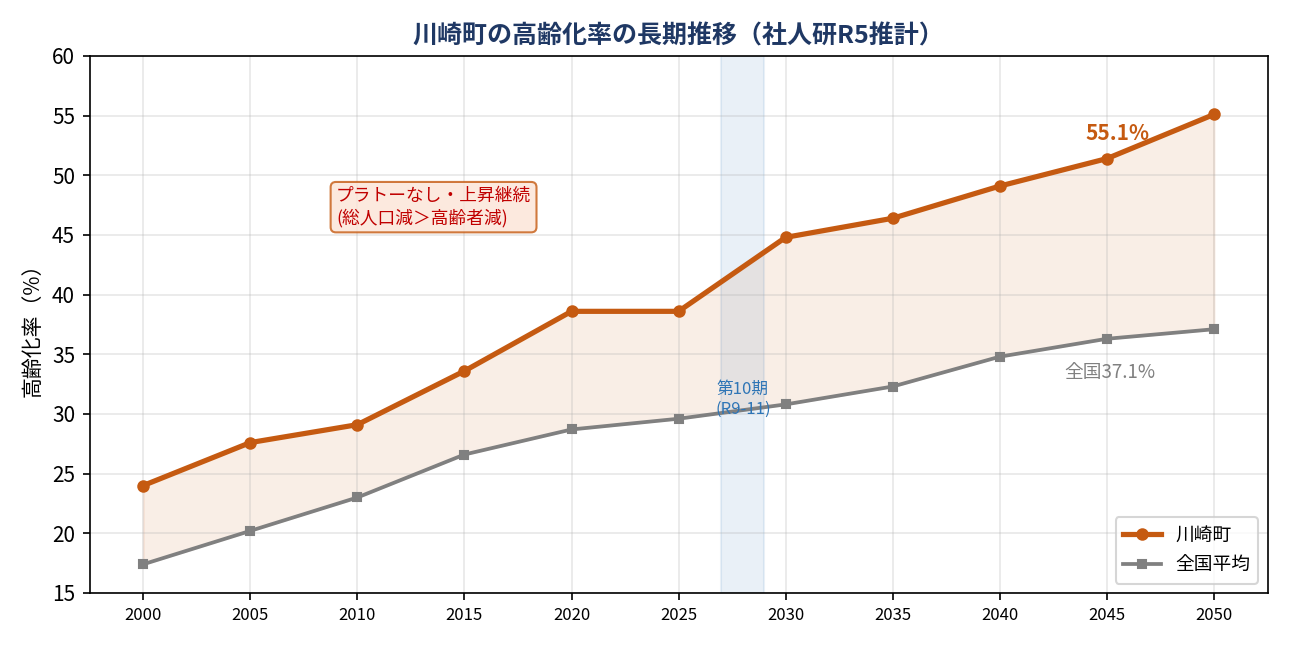 川崎町の高齢化率の長期推移（社人研R5推計）
高齢化率（%）
60
55
50
45
40
35
30
25
20
15
プラトーなし・上昇継続
(総人口減＞高齢者減)
55.1%
全国37.1%
第10期
(R9-11)
川崎町
全国平均
2000
2005
2010
2015
2020
2025
2030
2035
2040
2045
2050